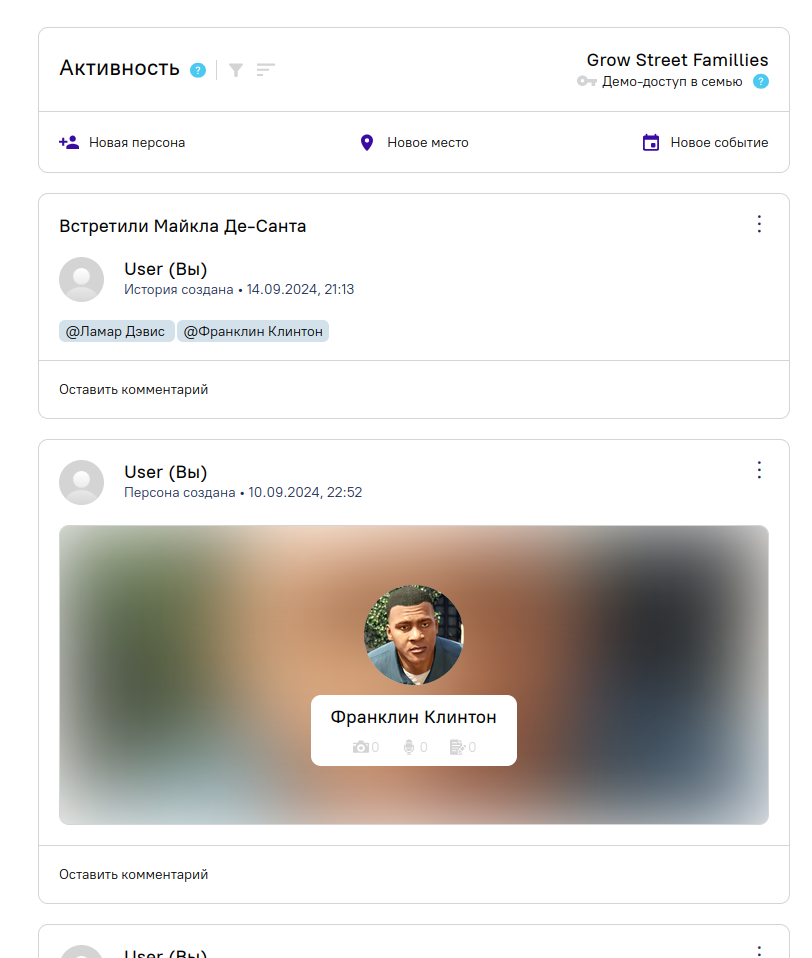 Активность ?
Grow Street Famillies
Демо-доступ в семью ?
Новая персона
Новое место
Новое событие
Встретили Майкла Де-Санта
User (Вы)
История создана • 14.09.2024, 21:13
@Ламар Дэвис @Франклин Клинтон
Оставить комментарий
User (Вы)
Персона создана • 10.09.2024, 22:52
Франклин Клинтон
0 0 0
Оставить комментарий
User (Вы)